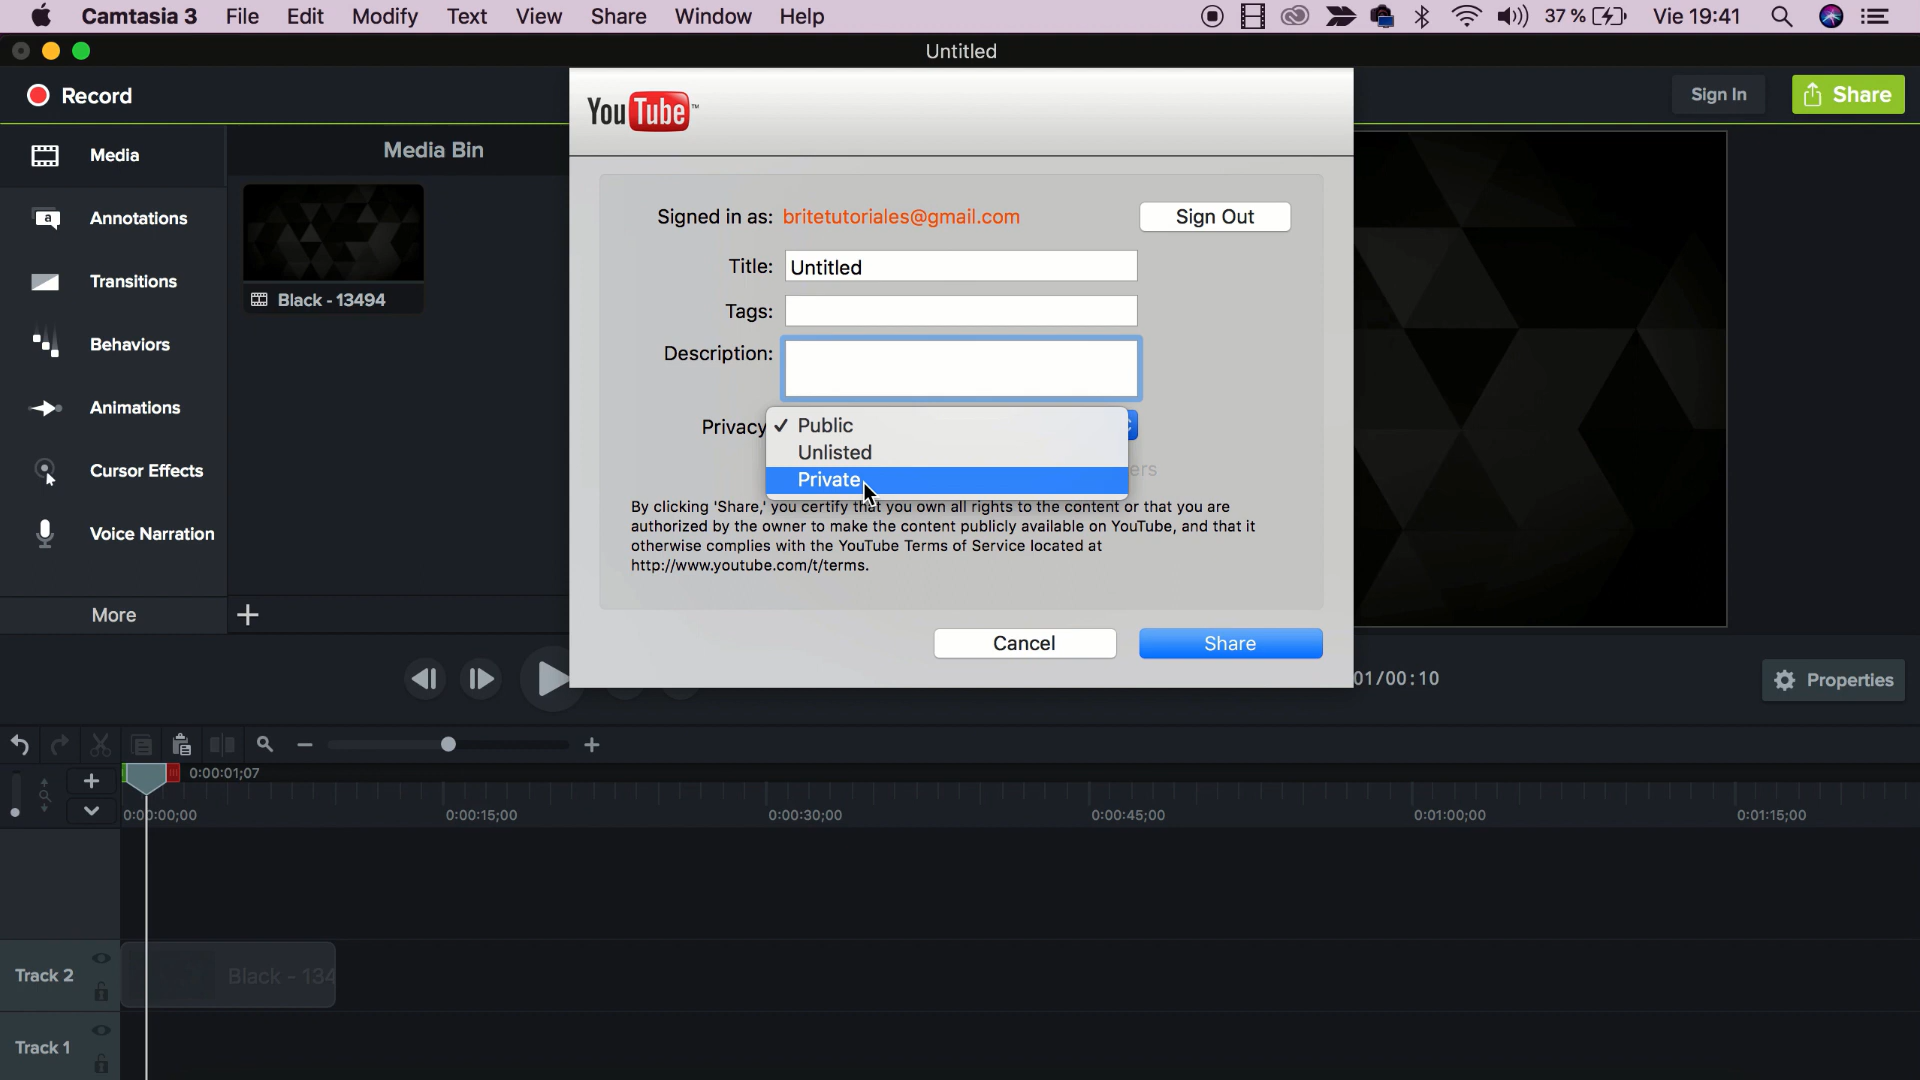 Camtasia 3 File Edit Modify Text View Share Window Help 37 % Vie 19:41
Untitled
Record
Sign In
Share
YouTube™
Media
Media Bin
Annotations
Transitions
Behaviors
Animations
Cursor Effects
Voice Narration
More
Black - 13494
Signed in as: britetutoriales@gmail.com
Sign Out
Title: Untitled
Tags:
Description:
Privacy
✓ Public
Unlisted
Private
ers
By clicking 'Share,' you certify that you own all rights to the content or that you are
authorized by the owner to make the content publicly available on YouTube, and that it
otherwise complies with the YouTube Terms of Service located at
http://www.youtube.com/t/terms.
Cancel
Share
01/00:10
Properties
0:00:01;07
0:00:00;00 0:00:15;00 0:00:30;00 0:00:45;00 0:01:00;00 0:01:15;00
Track 2
Black - 134
Track 1